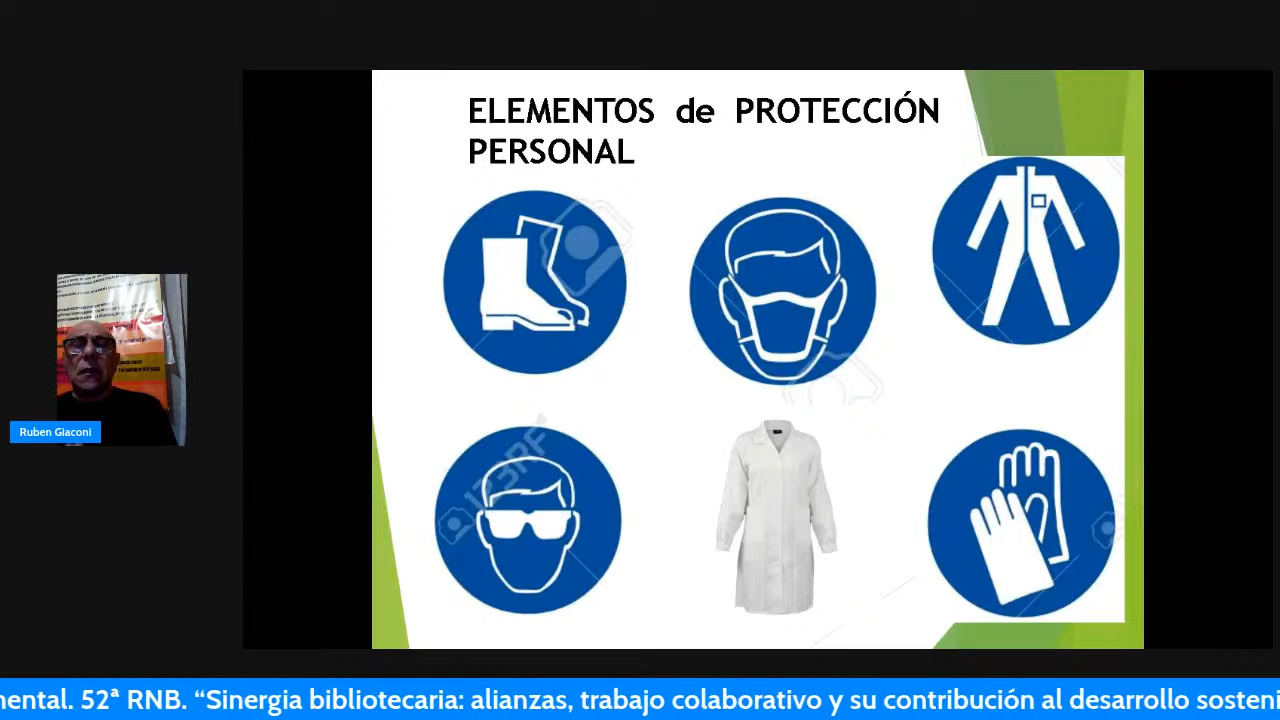 ELEMENTOS de PROTECCIÓN
PERSONAL
123RF
Ruben Giaconi
mental. 52ª RNB. “Sinergia bibliotecaria: alianzas, trabajo colaborativo y su contribución al desarrollo sosteni